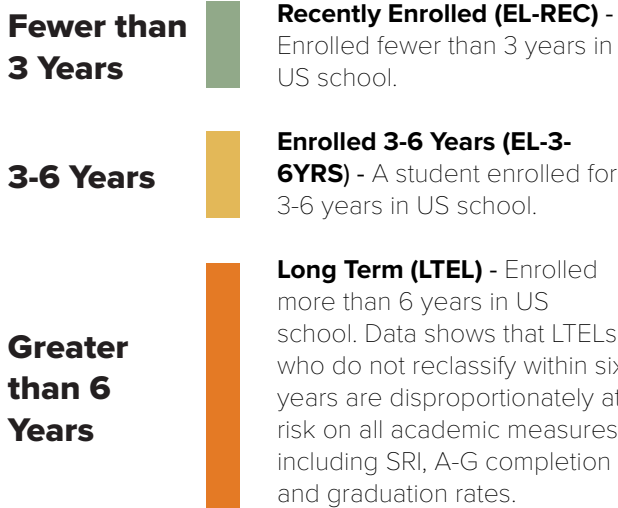 Fewer than
3 Years
Recently Enrolled (EL-REC) -
Enrolled fewer than 3 years in
US school.
3-6 Years
Enrolled 3-6 Years (EL-3-
6YRS) - A student enrolled for
3-6 years in US school.
Greater
than 6
Years
Long Term (LTEL) - Enrolled
more than 6 years in US
school. Data shows that LTELs
who do not reclassify within six
years are disproportionately at
risk on all academic measures
including SRI, A-G completion
and graduation rates.